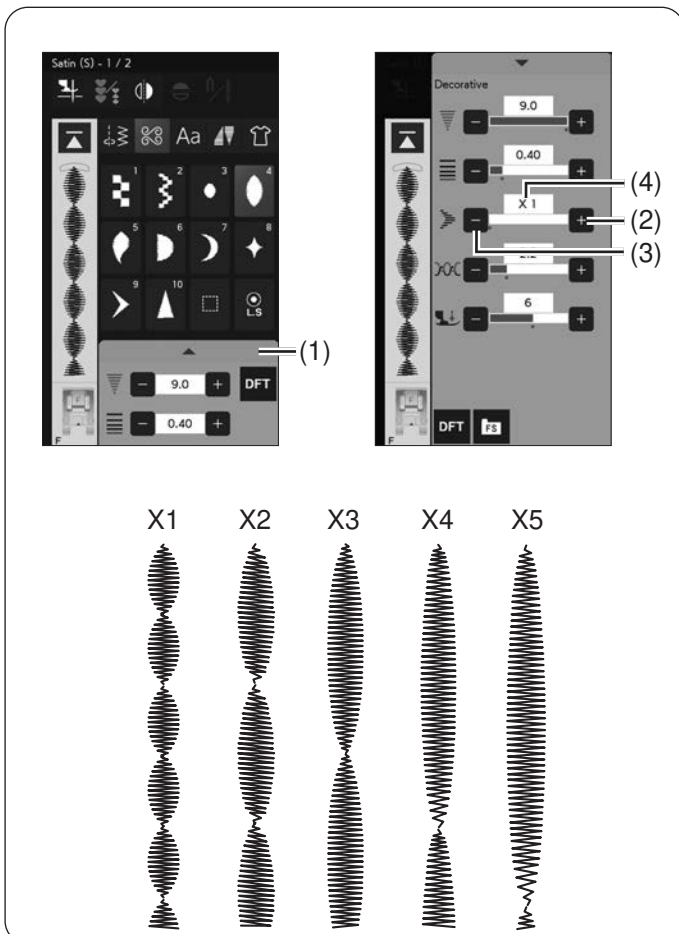 Satin (S) - 1 / 2
Aa
1 2 3 4
5 6 7 8
9 10 L.S
(1)
9.0 DFT
0.40
F
Decorative
9.0
0.40
(4)
X 1
(2)
(3)
6
DFT FS
F
X1 X2 X3 X4 X5